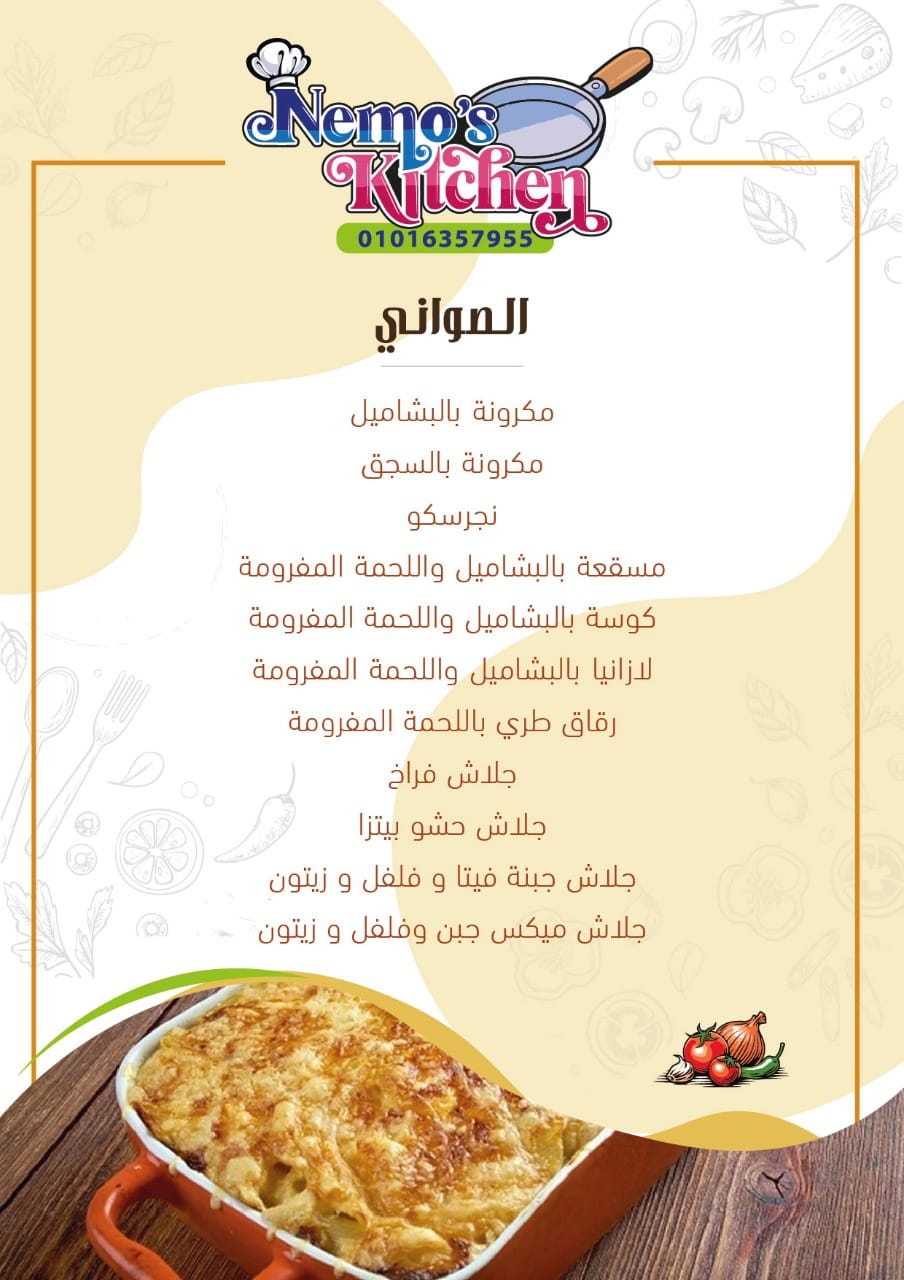 Nemo's
Kitchen
01016357955
الصواني
مكرونة بالبشاميل
مكرونة بالسجق
نجرسكو
مسقعة بالبشاميل واللحمة المفرومة
كوسة بالبشاميل واللحمة المفرومة
لازانيا بالبشاميل واللحمة المفرومة
رقاق طري باللحمة المفرومة
جلاش فراخ
جلاش حشو بيتزا
جلاش جبنة فيتا و فلفل و زيتون
جلاش ميكس جبن وفلفل و زيتون